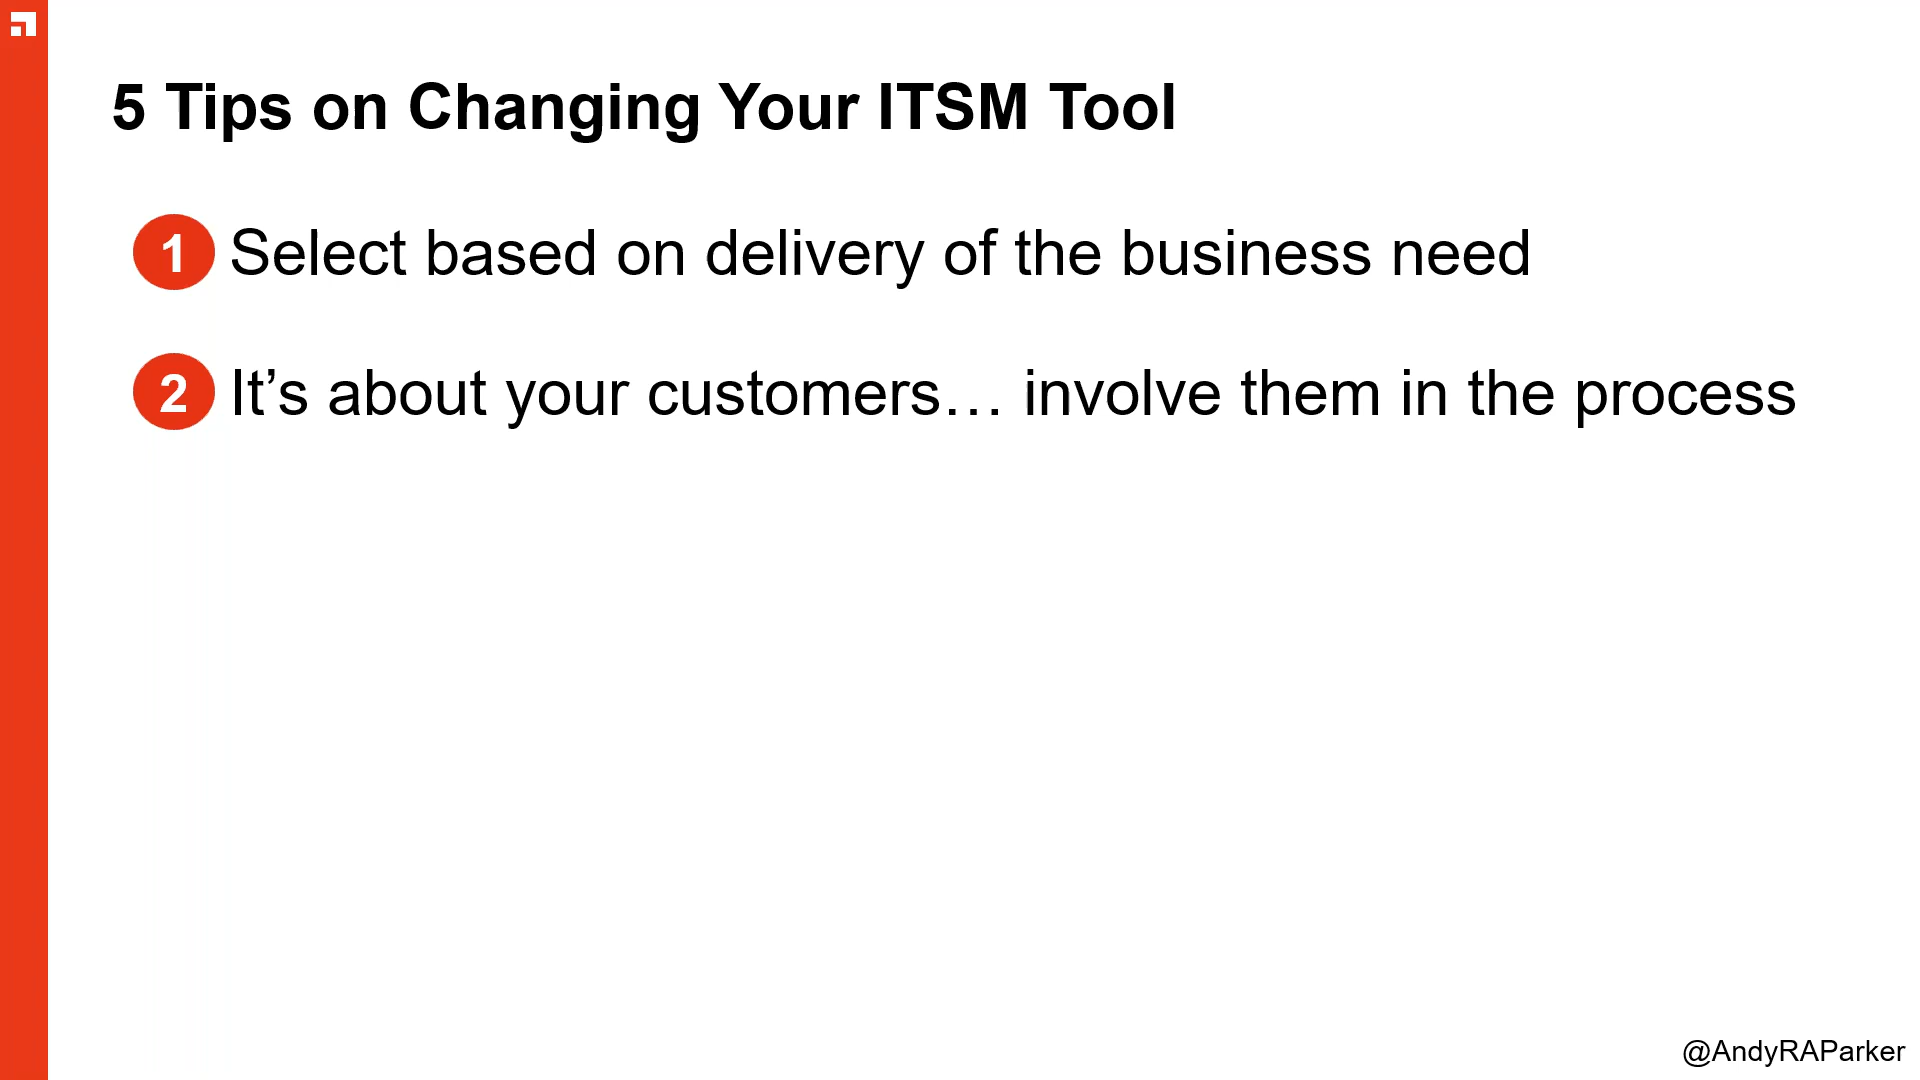 5 Tips on Changing Your ITSM Tool
1 Select based on delivery of the business need
2 It’s about your customers… involve them in the process
@AndyRAParker